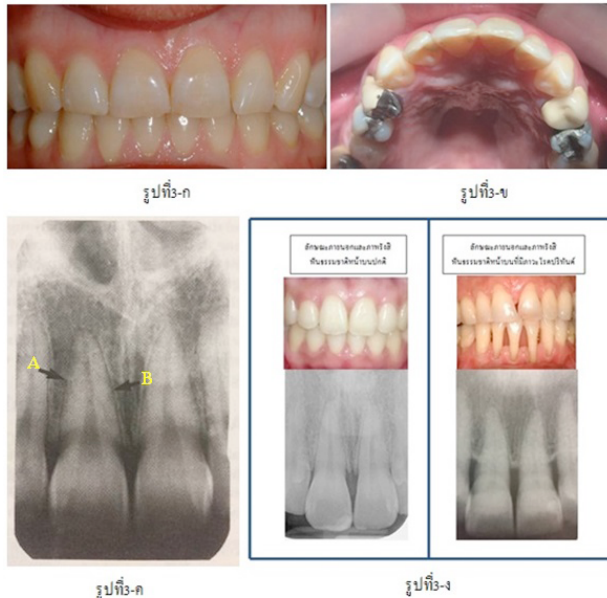 รูปที่3-ก
รูปที่3-ข
A
B
ลักษณะภายนอกและภาพรังสี
ฟันธรรมชาติหน้าบนปกติ
ลักษณะภายนอกและภาพรังสี
ฟันธรรมชาติหน้าบนที่มีภาวะโรคปริทันต์
รูปที่3-ค
รูปที่3-ง